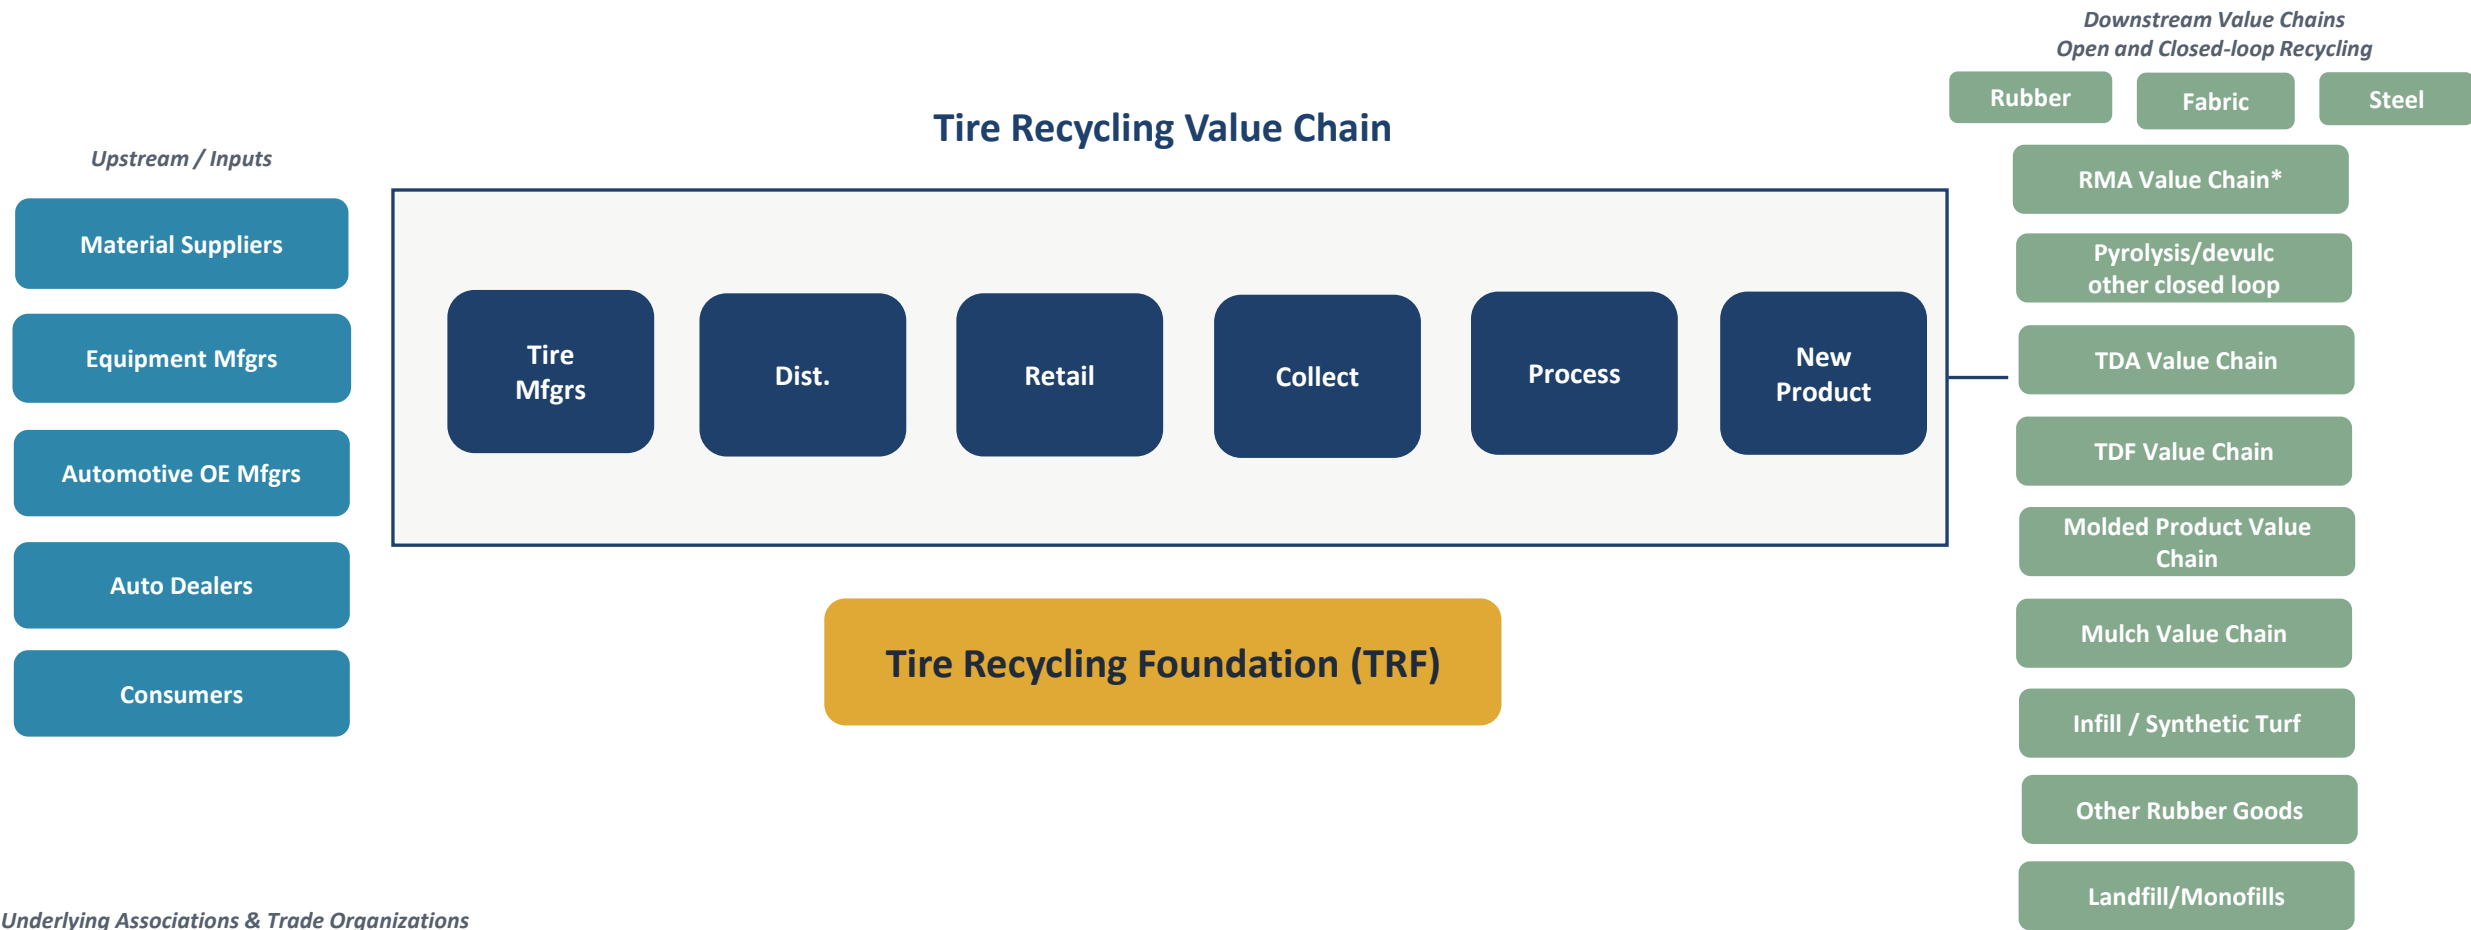 Downstream Value Chains
Open and Closed-loop Recycling
Rubber
Fabric
Steel
Tire Recycling Value Chain
Upstream / Inputs
Material Suppliers
Equipment Mfgrs
Automotive OE Mfgrs
Auto Dealers
Consumers
Tire
Mfgrs
Dist.
Retail
Collect
Process
New
Product
Tire Recycling Foundation (TRF)
RMA Value Chain*
Pyrolysis/devulc
other closed loop
TDA Value Chain
TDF Value Chain
Molded Product Value
Chain
Mulch Value Chain
Infill / Synthetic Turf
Other Rubber Goods
Landfill/Monofills
Underlying Associations & Trade Organizations